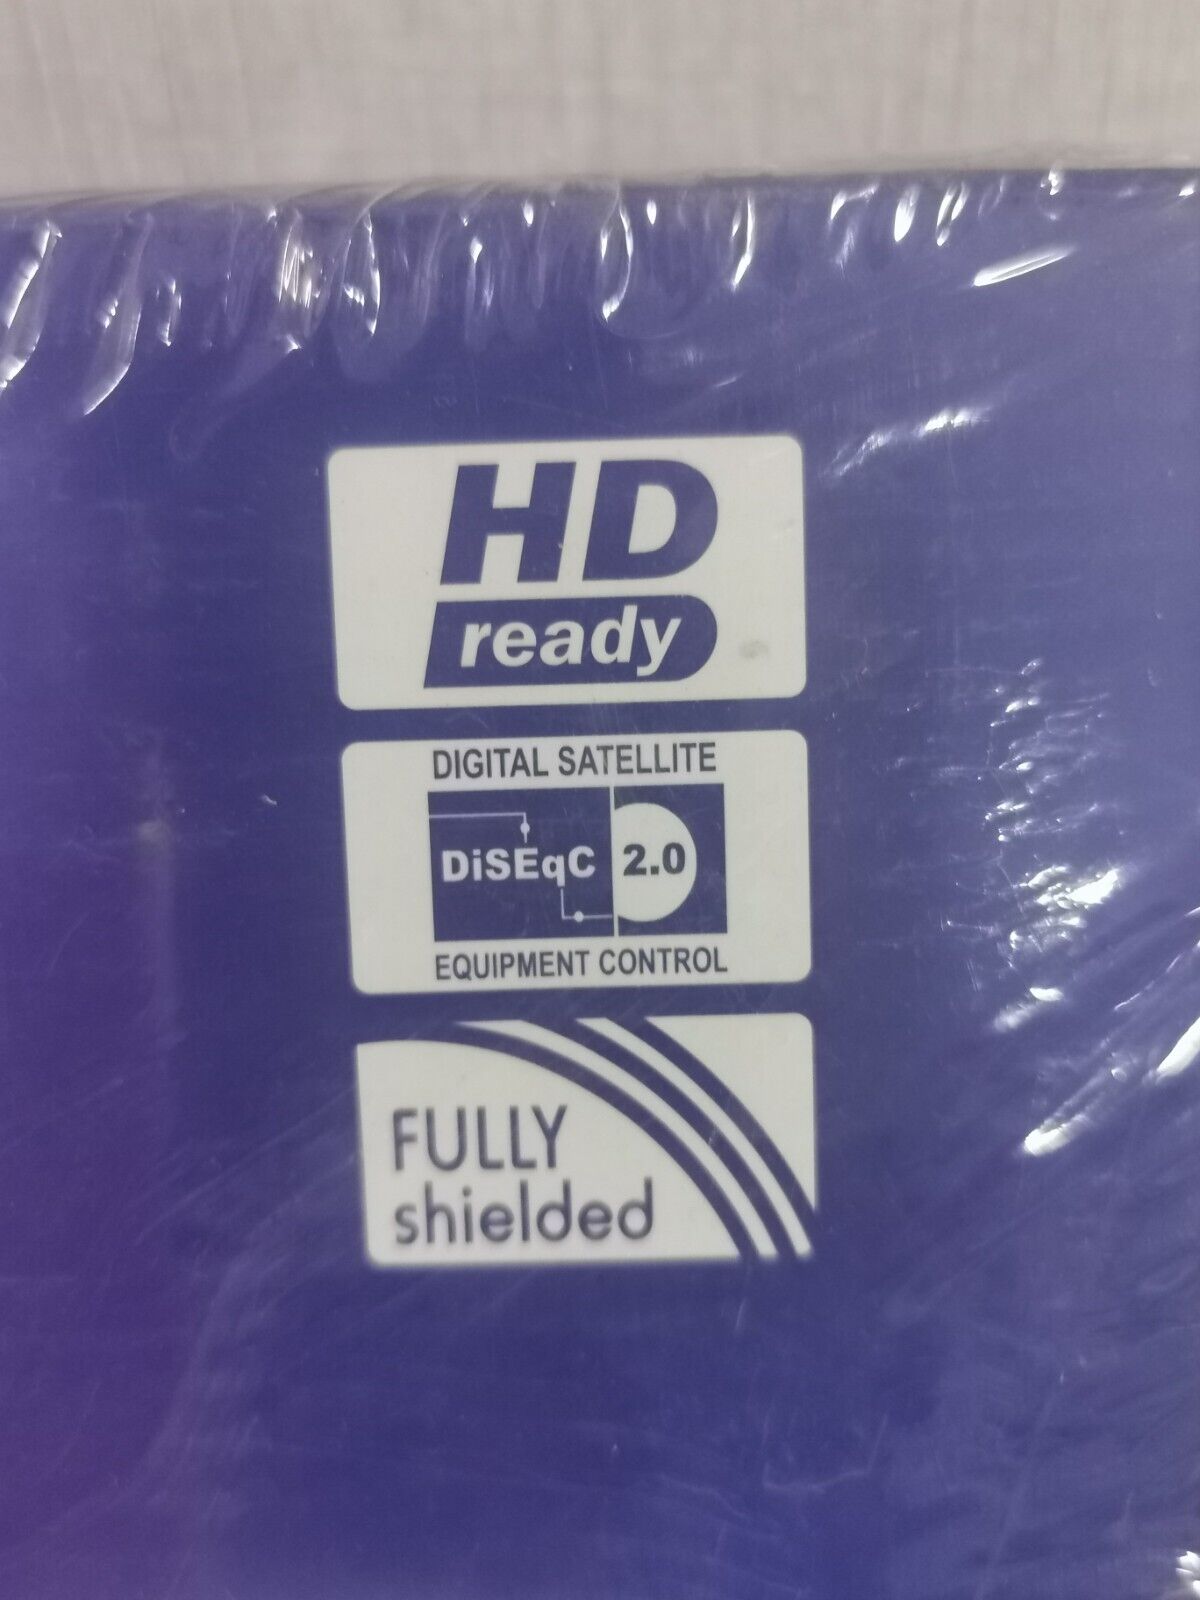 HD
ready
DIGITAL SATELLITE
DiSEqC 2.0
EQUIPMENT CONTROL
FULLY
shielded